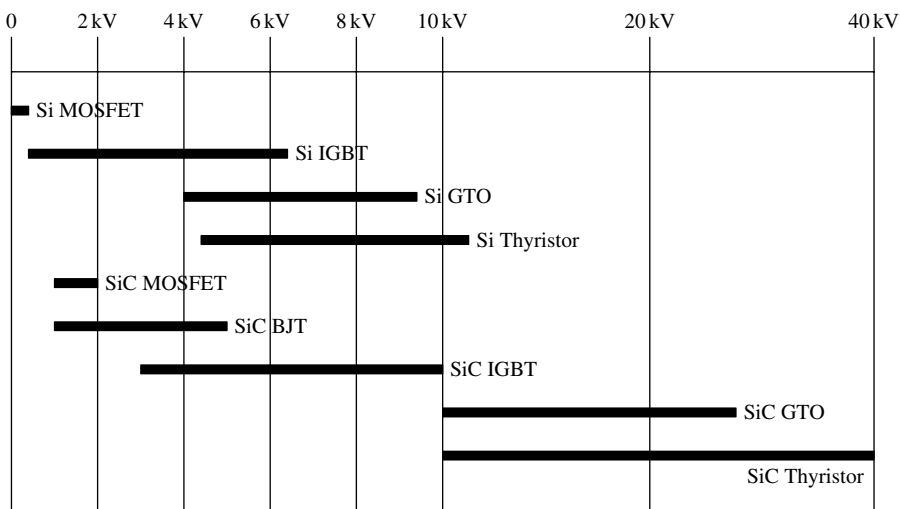 0 2 kV 4 kV 6 kV 8 kV 10 kV 20 kV 40 kV
Si MOSFET
Si IGBT
Si GTO
Si Thyristor
SiC MOSFET
SiC BJT
SiC IGBT
SiC GTO
SiC Thyristor